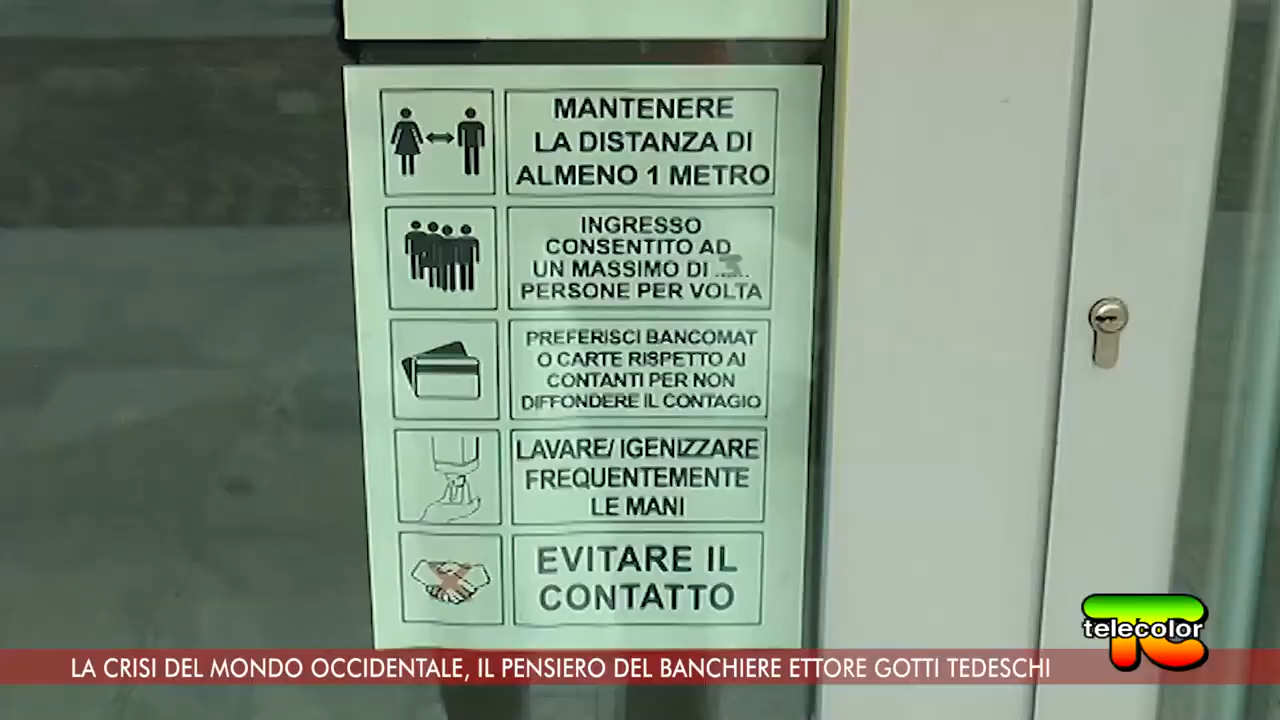 MANTENERE
LA DISTANZA DI
ALMENO 1 METRO
INGRESSO
CONSENTITO AD
UN MASSIMO DI ..3..
PERSONE PER VOLTA
PREFERISCI BANCOMAT
O CARTE RISPETTO AI
CONTANTI PER NON
DIFFONDERE IL CONTAGIO
LAVARE/ IGENIZZARE
FREQUENTEMENTE
LE MANI
EVITARE IL
CONTATTO
telecolor
LA CRISI DEL MONDO OCCIDENTALE, IL PENSIERO DEL BANCHIERE ETTORE GOTTI TEDESCHI